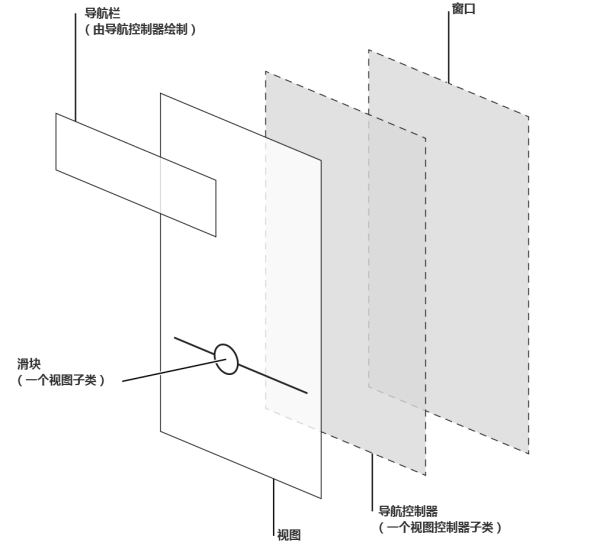 导航栏
（由导航控制器绘制）
窗口
滑块
（一个视图子类）
导航控制器
（一个视图控制器子类）
视图